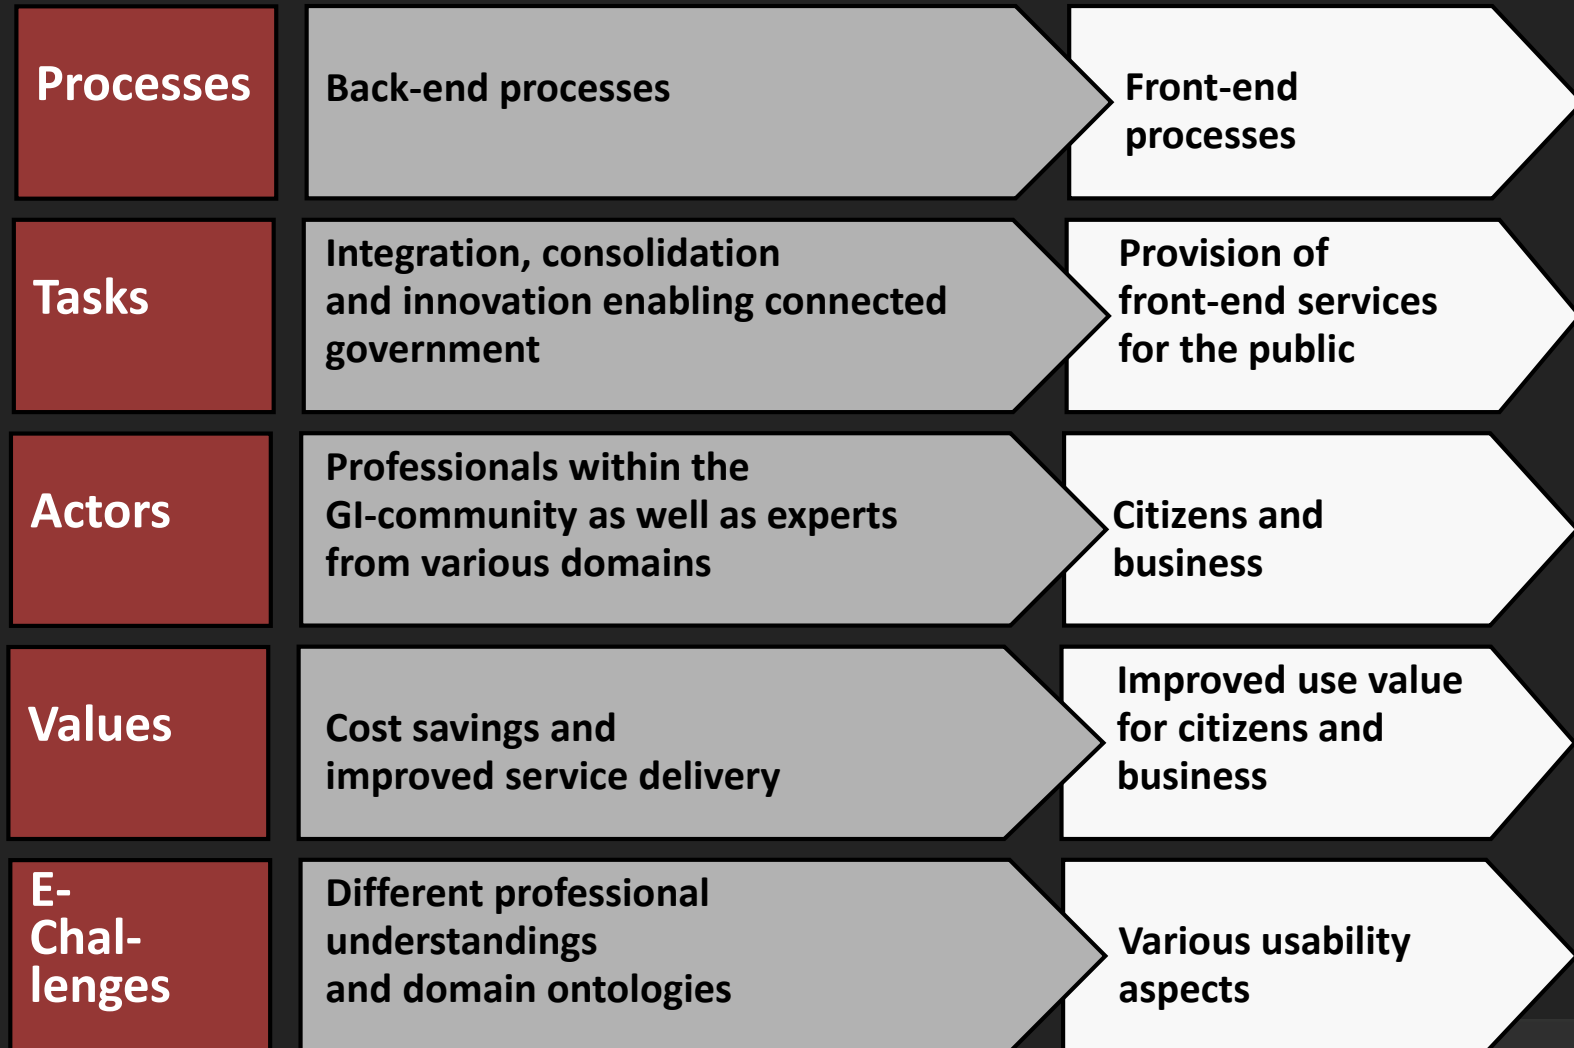 Processes
Back-end processes
Front-end
processes
Tasks
Integration, consolidation
and innovation enabling connected
government
Provision of
front-end services
for the public
Actors
Professionals within the
GI-community as well as experts
from various domains
Citizens and
business
Values
Cost savings and
improved service delivery
Improved use value
for citizens and
business
E-
Chal-
lenges
Different professional
understandings
and domain ontologies
Various usability
aspects